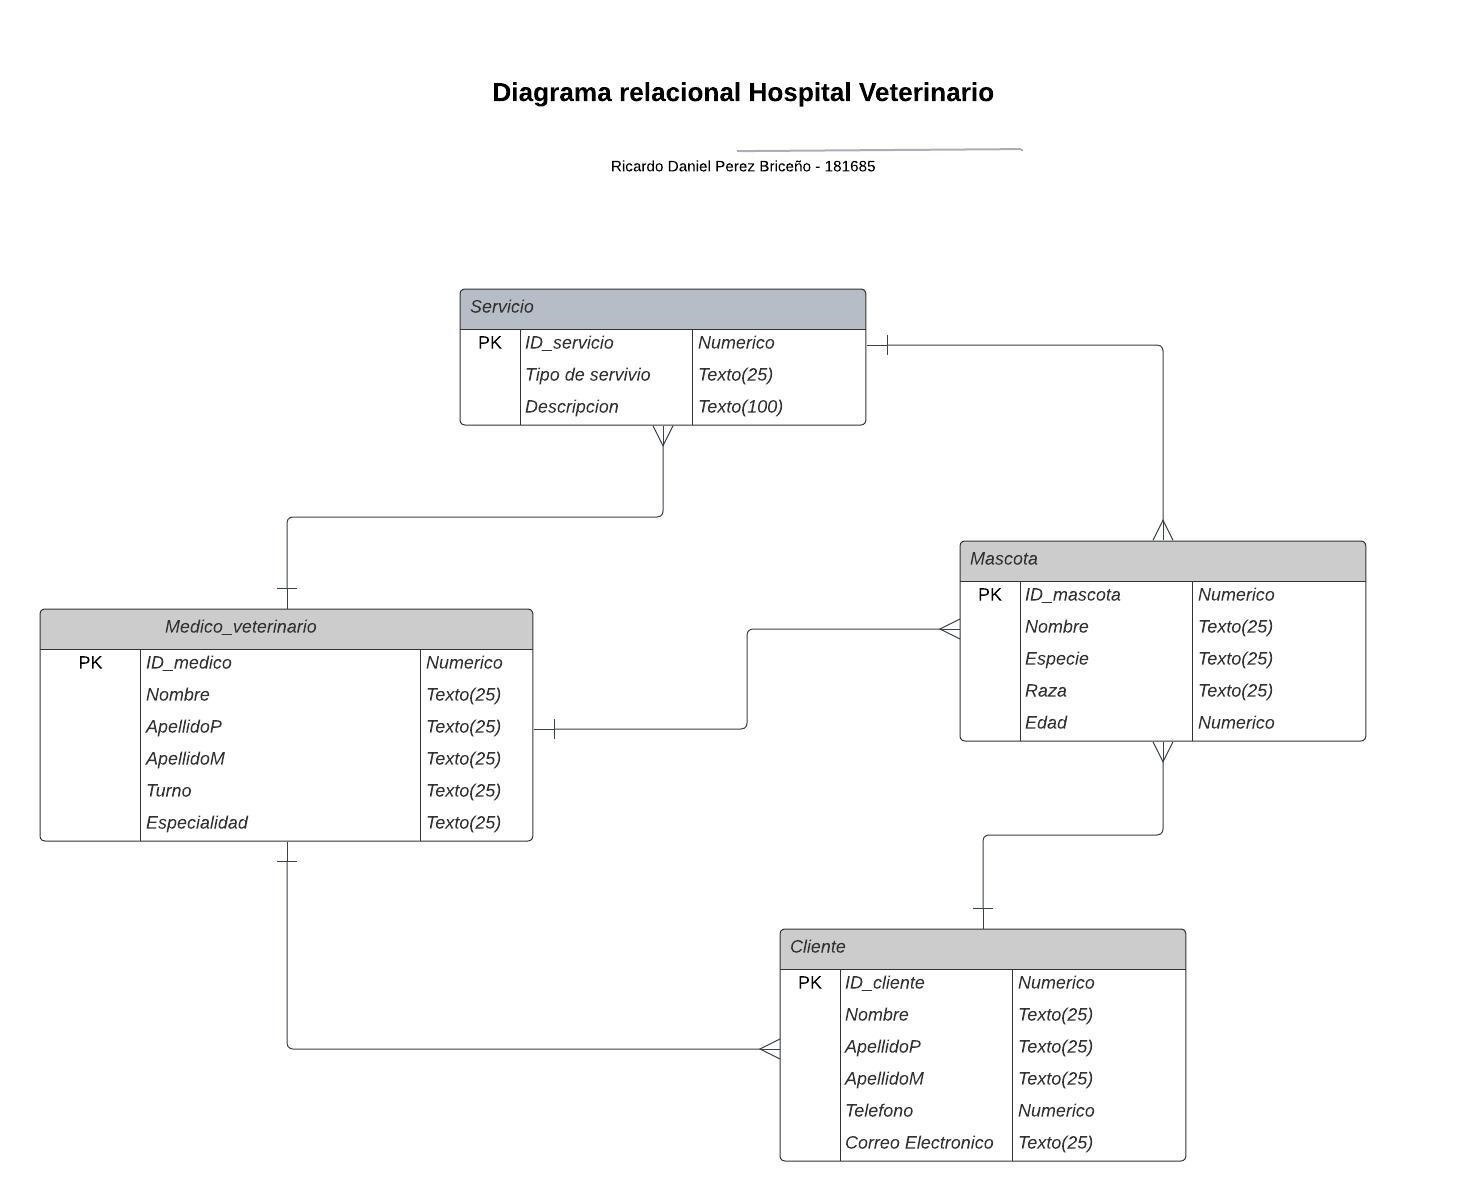 Diagrama relacional Hospital Veterinario
Ricardo Daniel Perez Briceño - 181685
Servicio
PK ID_servicio Numerico
Tipo de servivio Texto(25)
Descripcion Texto(100)
Mascota
PK ID_mascota Numerico
Nombre Texto(25)
Especie Texto(25)
Raza Texto(25)
Edad Numerico
Medico_veterinario
PK ID_medico Numerico
Nombre Texto(25)
ApellidoP Texto(25)
ApellidoM Texto(25)
Turno Texto(25)
Especialidad Texto(25)
Cliente
PK ID_cliente Numerico
Nombre Texto(25)
ApellidoP Texto(25)
ApellidoM Texto(25)
Telefono Numerico
Correo Electronico Texto(25)